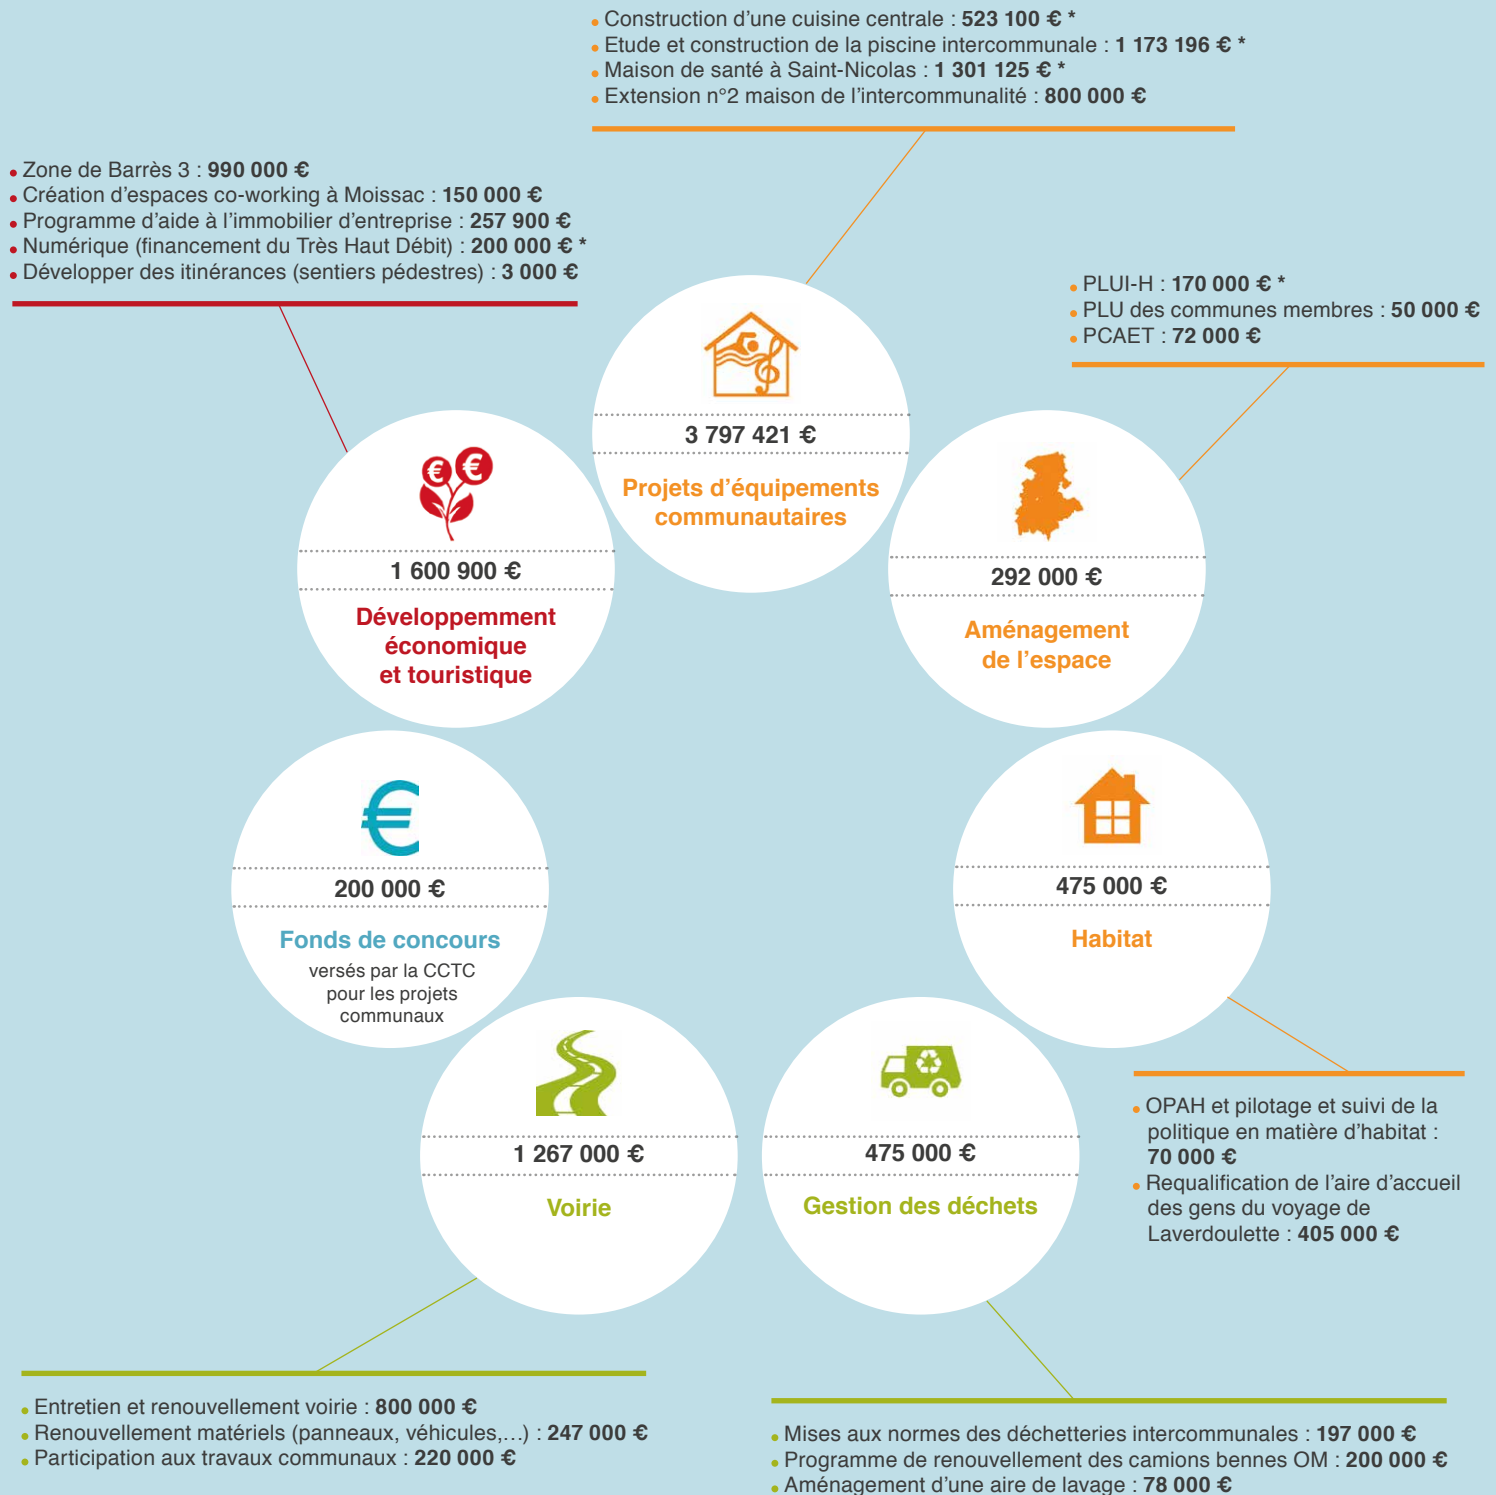 • Construction d'une cuisine centrale : 523 100 € *
• Etude et construction de la piscine intercommunale : 1 173 196 € *
• Maison de santé à Saint-Nicolas : 1 301 125 € *
• Extension n°2 maison de l'intercommunalité : 800 000 €
• Zone de Barrès 3 : 990 000 €
• Création d'espaces co-working à Moissac : 150 000 €
• Programme d'aide à l'immobilier d'entreprise : 257 900 €
• Numérique (financement du Très Haut Débit) : 200 000 € *
• Développer des itinérances (sentiers pédestres) : 3 000 €
• PLUI-H : 170 000 € *
• PLU des communes membres : 50 000 €
• PCAET : 72 000 €
3 797 421 €
Projets d'équipements
communautaires
1 600 900 €
Développemment
économique
et touristique
292 000 €
Aménagement
de l'espace
200 000 €
Fonds de concours
versés par la CCTC
pour les projets
communaux
475 000 €
Habitat
1 267 000 €
Voirie
475 000 €
Gestion des déchets
• OPAH et pilotage et suivi de la
politique en matière d'habitat :
70 000 €
• Requalification de l'aire d'accueil
des gens du voyage de
Laverdoulette : 405 000 €
• Entretien et renouvellement voirie : 800 000 €
• Renouvellement matériels (panneaux, véhicules,…) : 247 000 €
• Participation aux travaux communaux : 220 000 €
• Mises aux normes des déchetteries intercommunales : 197 000 €
• Programme de renouvellement des camions bennes OM : 200 000 €
• Aménagement d'une aire de lavage : 78 000 €